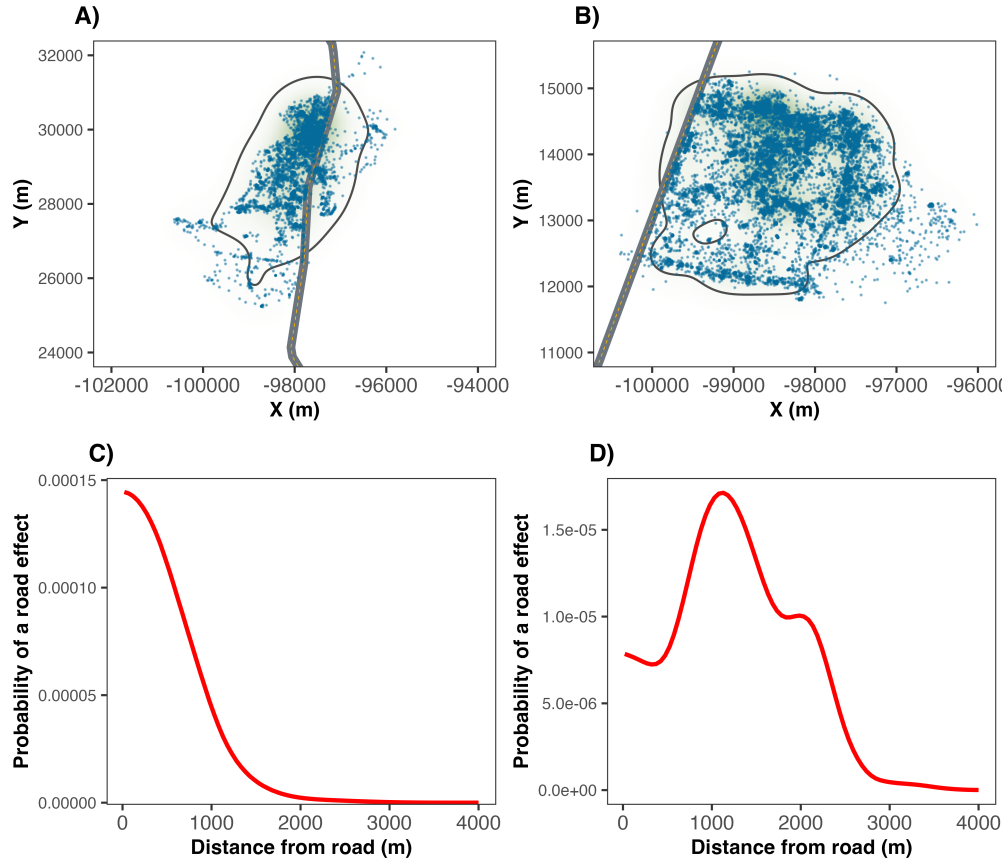 A)
B)
32000
30000
28000
26000
24000
Y (m)
-102000 -100000 -98000 -96000 -94000
X (m)
15000
14000
13000
12000
11000
Y (m)
-100000 -99000 -98000 -97000 -9600
X (m)
C)
D)
0.00015
0.00010
0.00005
0.00000
Probability of a road effect
0 1000 2000 3000 4000
Distance from road (m)
1.5e-05
1.0e-05
5.0e-06
0.0e+00
Probability of a road effect
0 1000 2000 3000 4000
Distance from road (m)